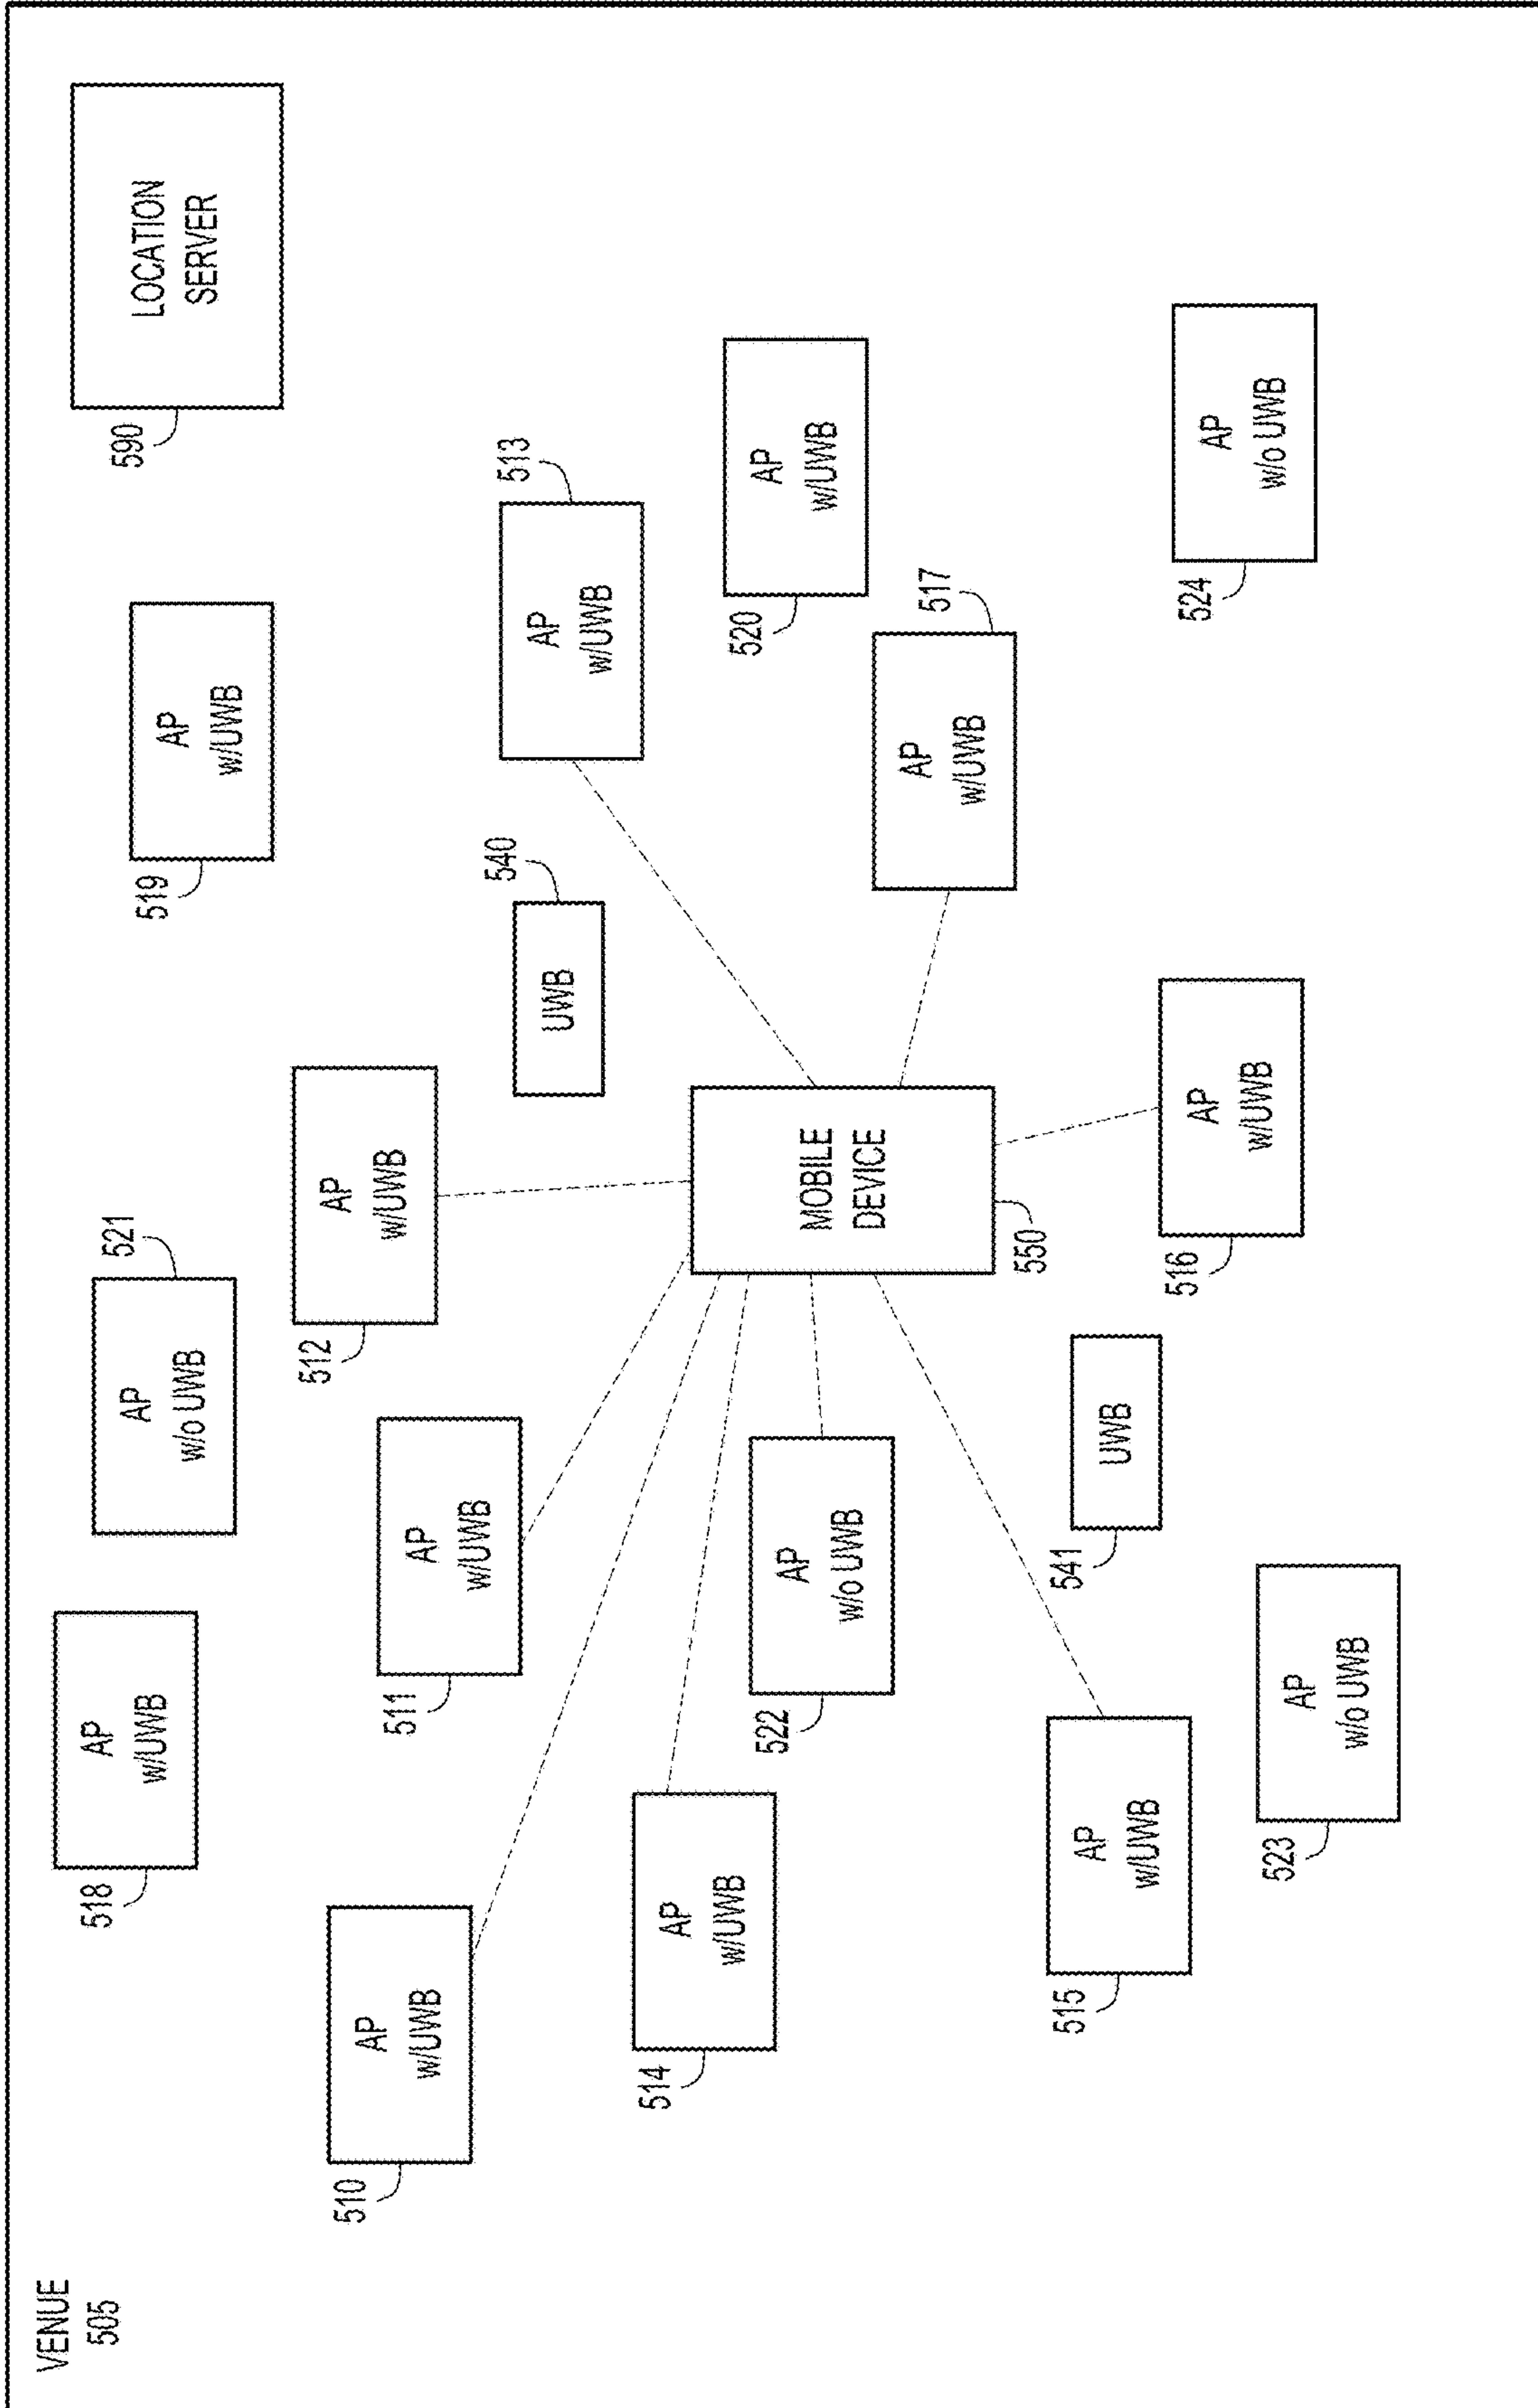 VENUE
505
AP
w/UWB
518
AP
w/o UWB
521
AP
w/UWB
519
LOCATION
SERVER
590
AP
w/UWB
510
AP
w/UWB
511
AP
w/UWB
512
UWB
540
AP
w/UWB
513
AP
w/UWB
514
AP
w/o UWB
522
MOBILE
DEVICE
550
AP
w/UWB
517
AP
w/UWB
520
AP
w/UWB
515
UWB
541
AP
w/UWB
516
AP
w/o UWB
523
AP
w/o UWB
524